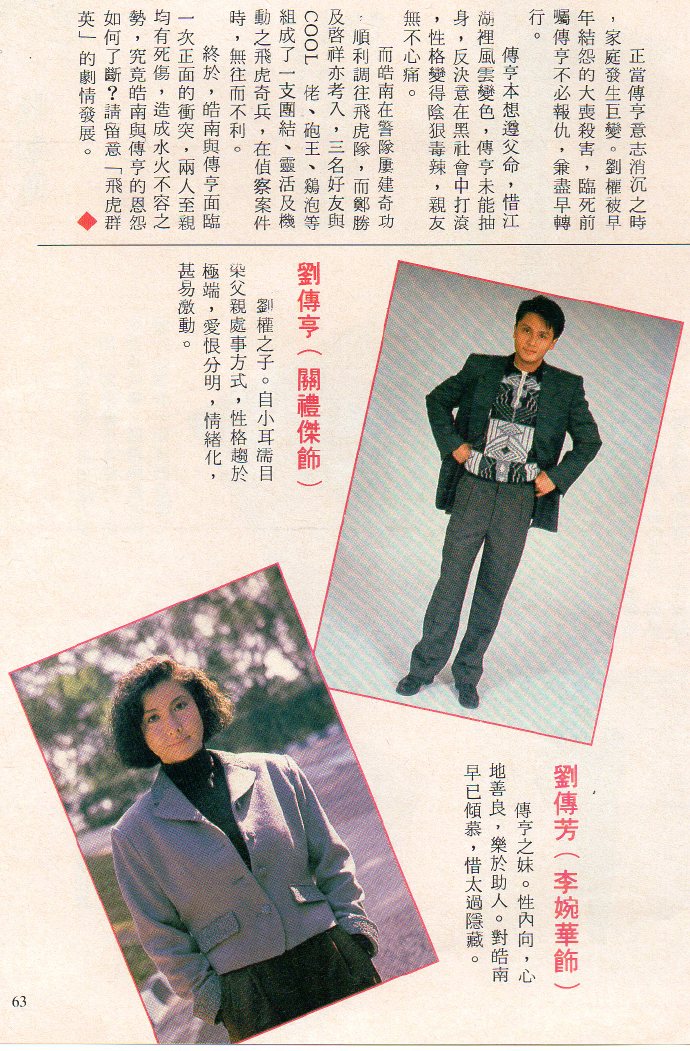 正當傳亨意志消沉之時
，家庭發生巨變。劉權被早
年結怨的大喪殺害，臨死前
囑傳亨不必報仇，兼盡早轉
行。
傳亨本想遵父命，惜江
湖裡風雲變色，傳亨未能抽
身，反決意在黑社會中打滾
，性格變得陰狠毒辣，親友
無不心痛。
而皓南在警隊屢建奇功
，順利調往飛虎隊，而鄭勝
及啓祥亦考入，三名好友與
COOL佬、砲王、鷄泡等
組成了一支團結、靈活及機
動之飛虎奇兵，在偵察案件
時，無往而不利。
終於，皓南與傳亨面臨
一次正面的衝突，兩人至親
均有死傷，造成水火不容之
勢，究竟皓南與傳亨的恩怨
如何了斷？請留意「飛虎群
英」的劇情發展。
劉傳亨（關禮傑飾）
劉權之子。自小耳濡目
染父親處事方式，性格趨於
極端，愛恨分明，情緒化，
甚易激動。
劉傳芳（李婉華飾）
傳亨之妹。性內向，心
地善良，樂於助人。對皓南
早已傾慕，惜太過隱藏。
63